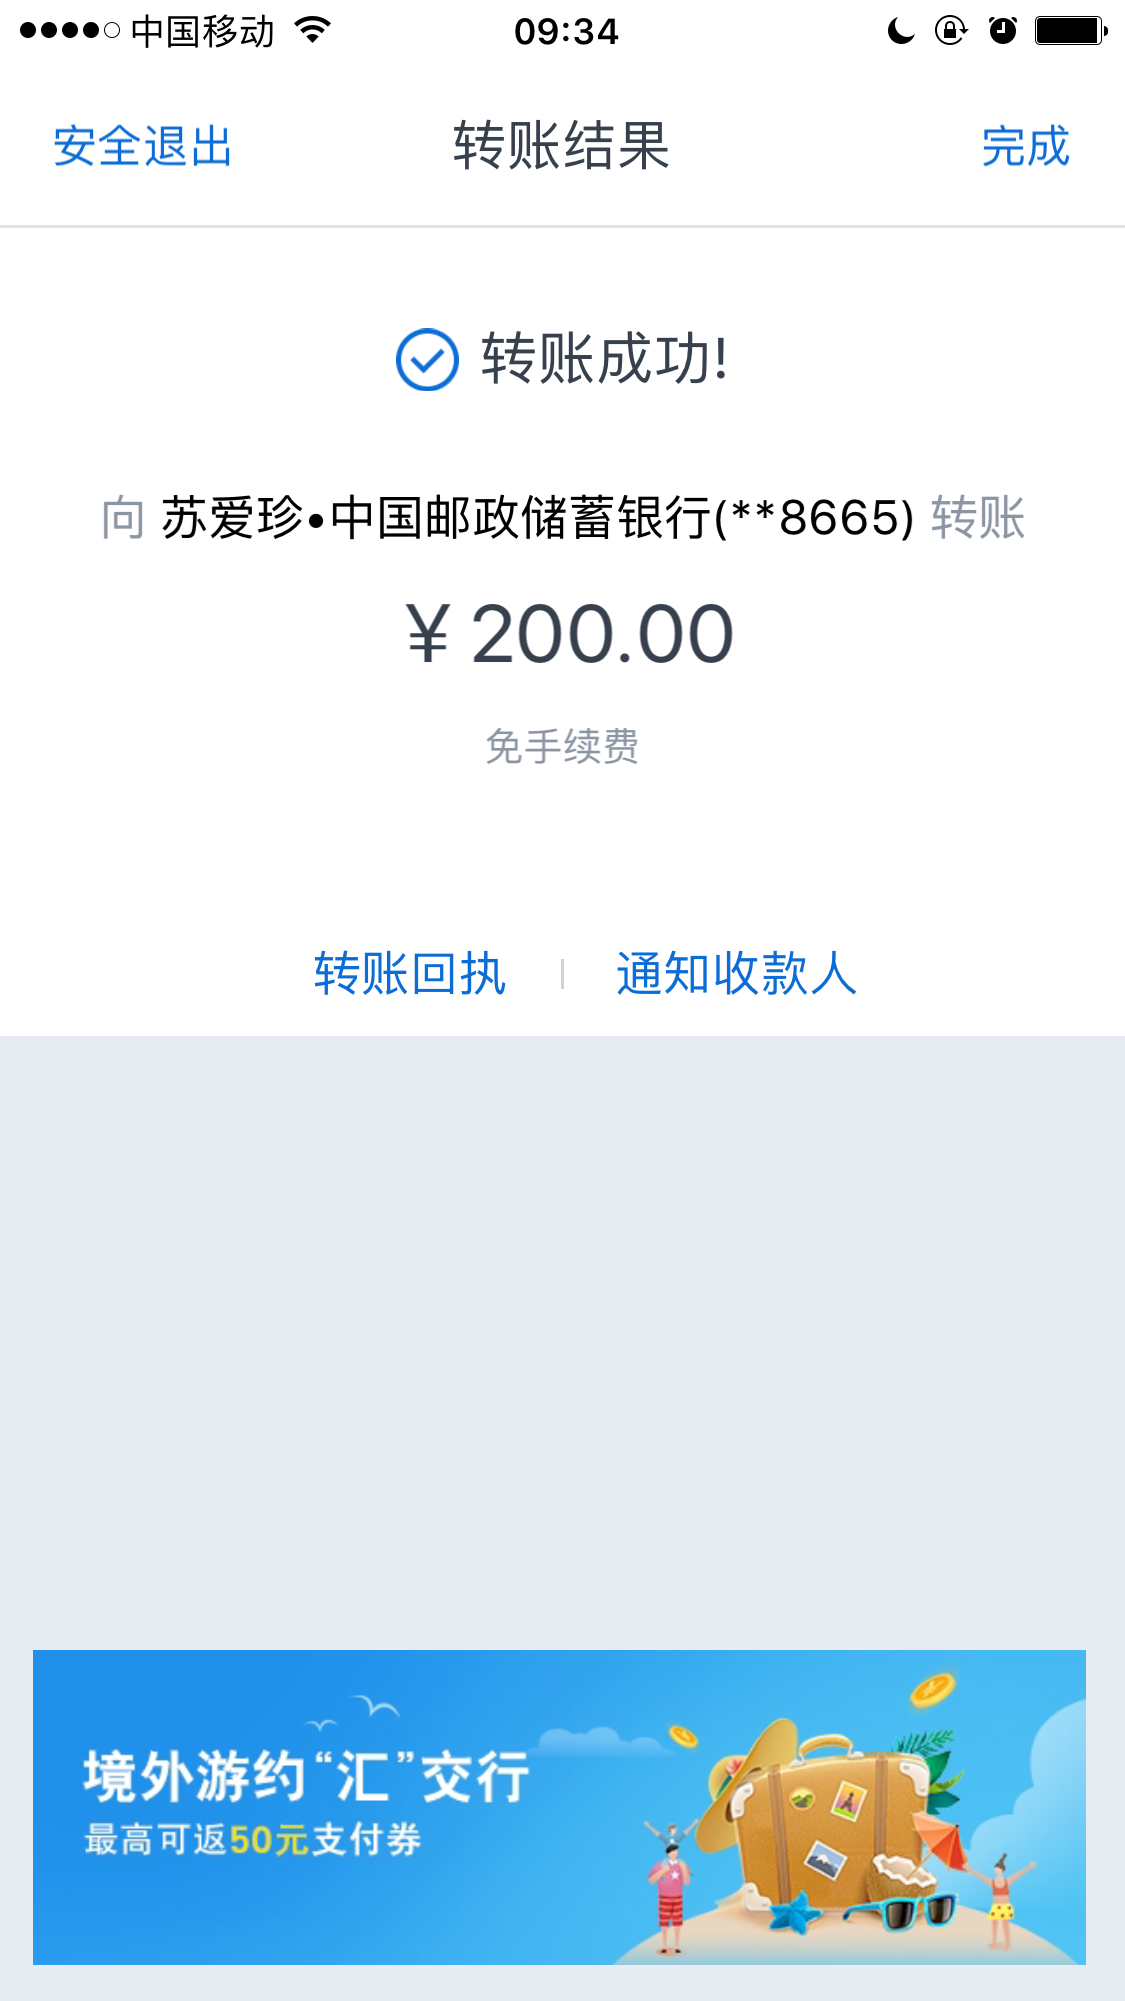 中国移动 09:34
安全退出 转账结果 完成
转账成功!
向 苏爱珍•中国邮政储蓄银行(**8665) 转账
¥ 200.00
免手续费
转账回执 | 通知收款人
境外游约“汇”交行
最高可返50元支付券